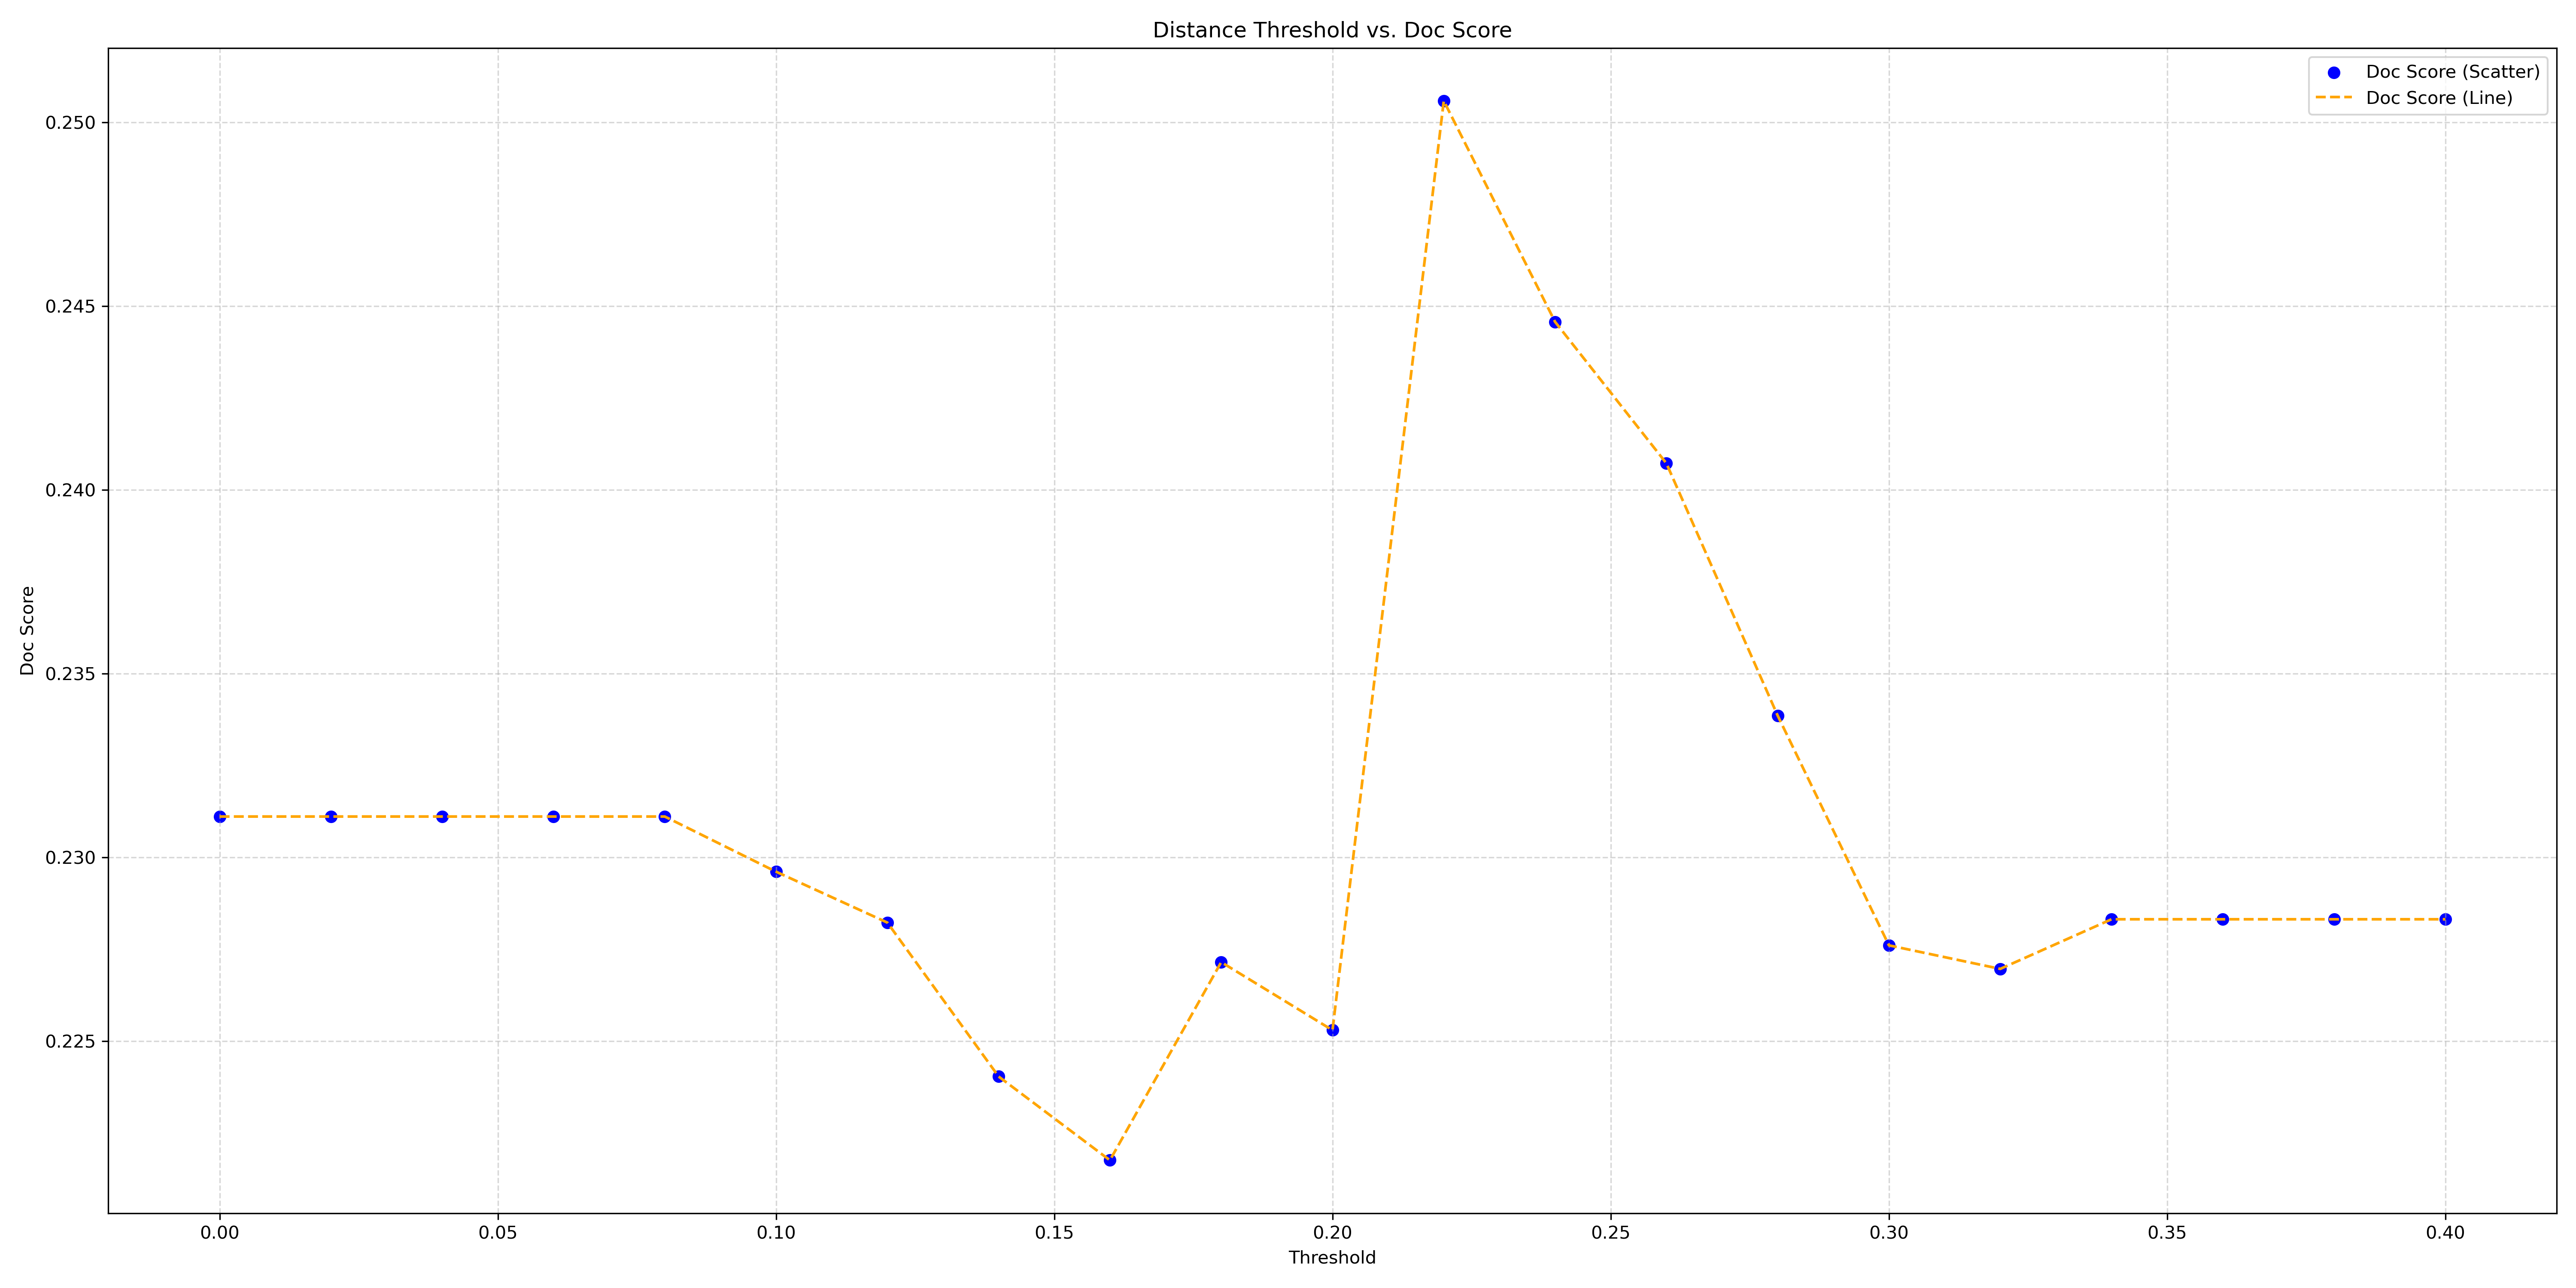 Distance Threshold vs. Doc Score
Doc Score (Scatter)
Doc Score (Line)
0.250
0.245
0.240
0.235
0.230
0.225
Doc Score
0.00 0.05 0.10 0.15 0.20 0.25 0.30 0.35 0.40
Threshold